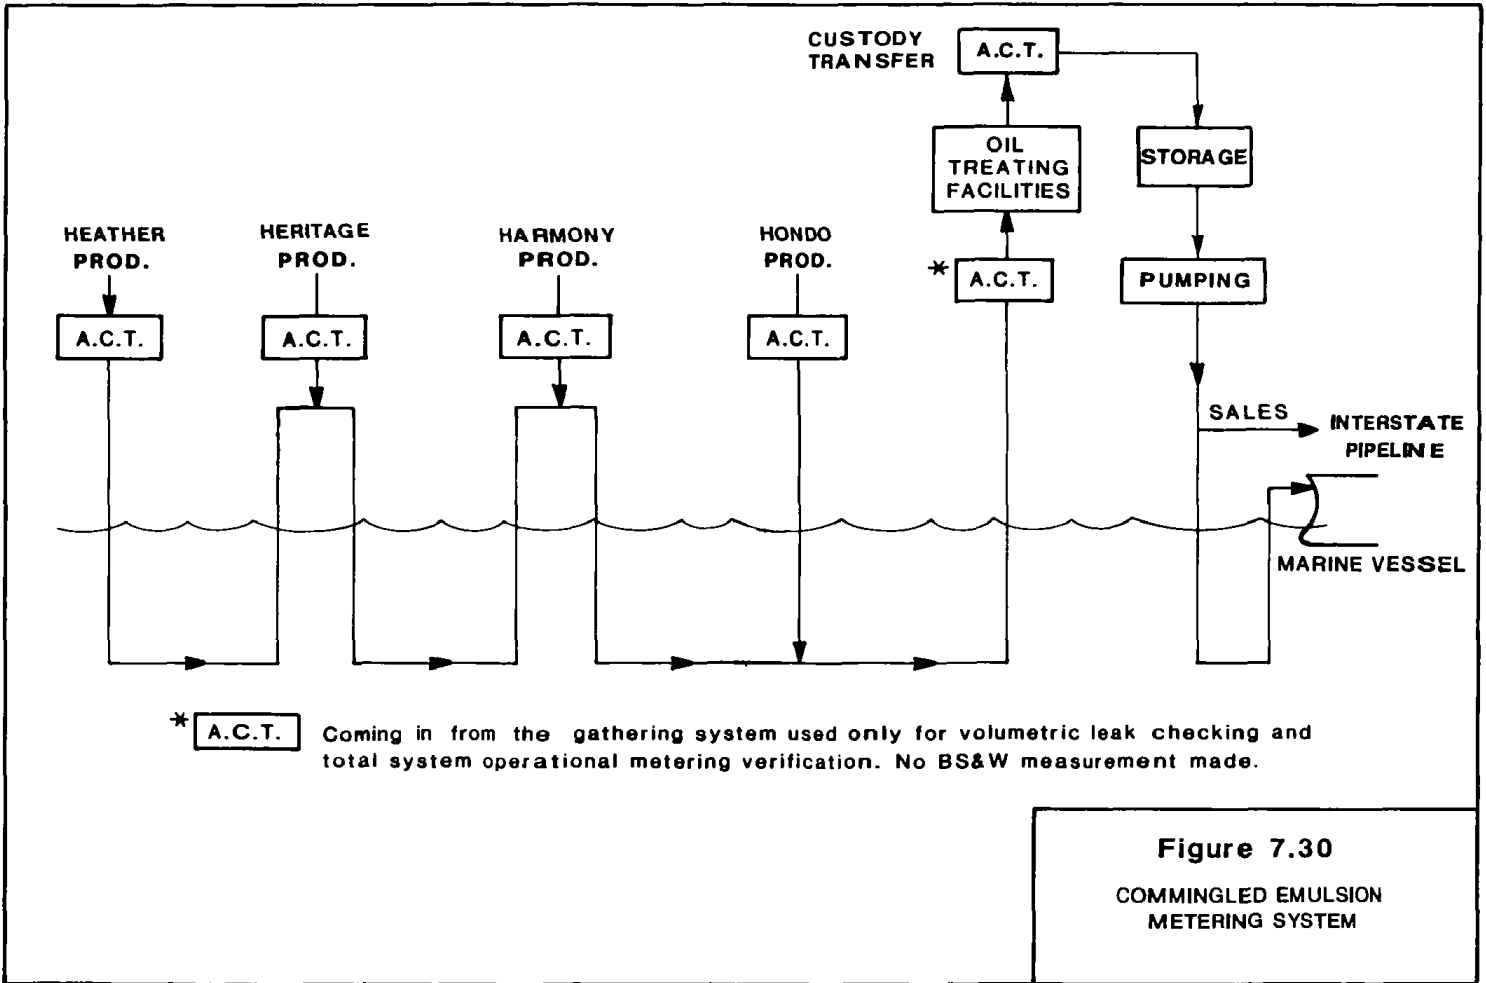 CUSTODY
TRANSFER
A.C.T.
OIL
TREATING
FACILITIES
STORAGE
HEATHER
PROD.
HERITAGE
PROD.
HARMONY
PROD.
HONDO
PROD.
* A.C.T.
PUMPING
A.C.T.
A.C.T.
A.C.T.
A.C.T.
SALES
INTERSTATE
PIPELINE
MARINE VESSEL
* A.C.T. Coming in from the gathering system used only for volumetric leak checking and
total system operational metering verification. No BS&W measurement made.
Figure 7.30
COMMINGLED EMULSION
METERING SYSTEM